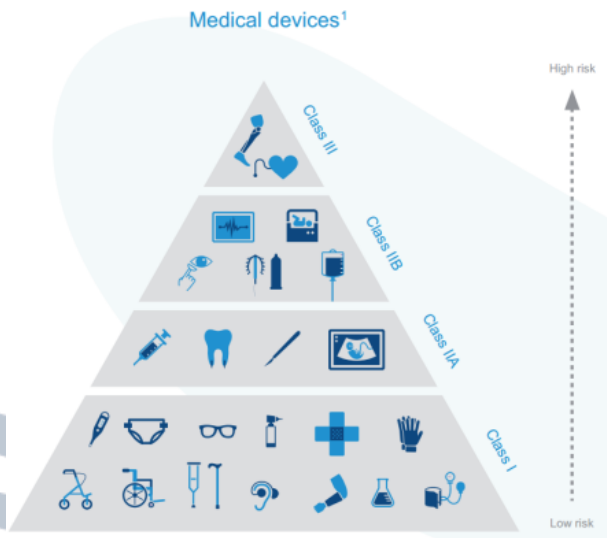 Medical devices¹
High risk
Class III
Class IIB
Class IIA
Class I
Low risk